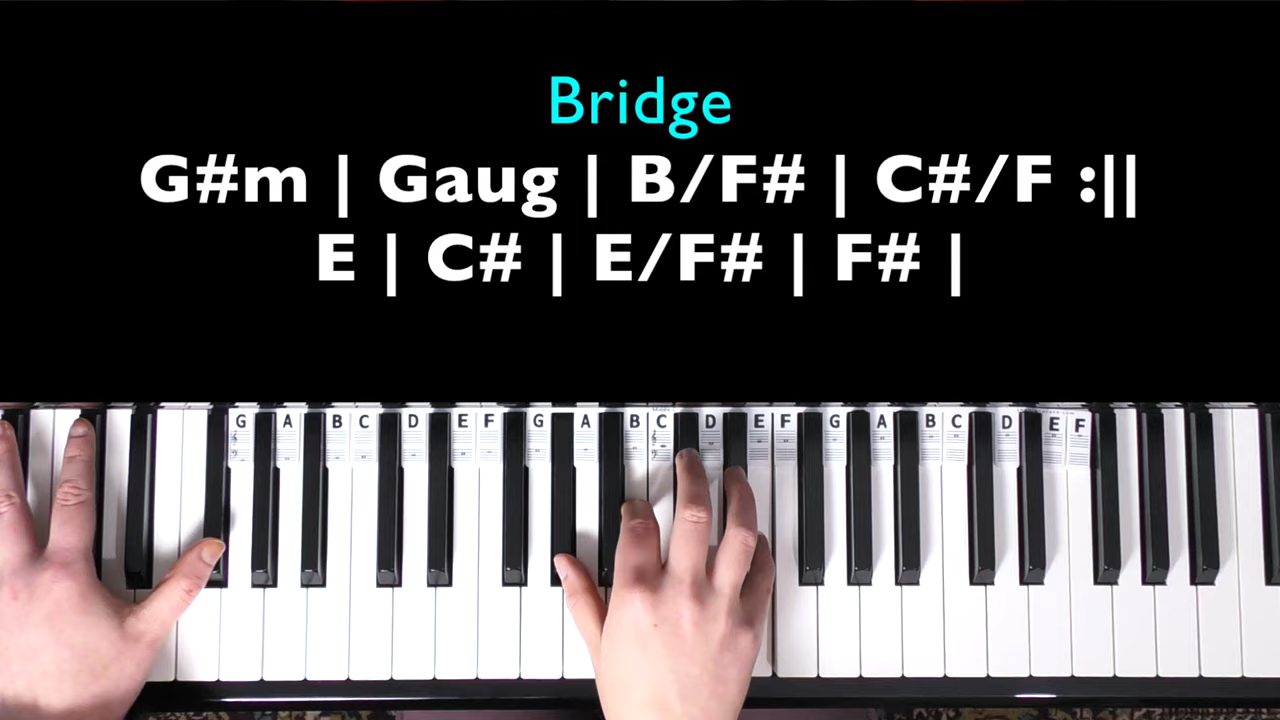 Bridge
G#m | Gaug | B/F# | C#/F :||
E | C# | E/F# | F# |
G A B C D E F G A B C D E F G A B C D E F